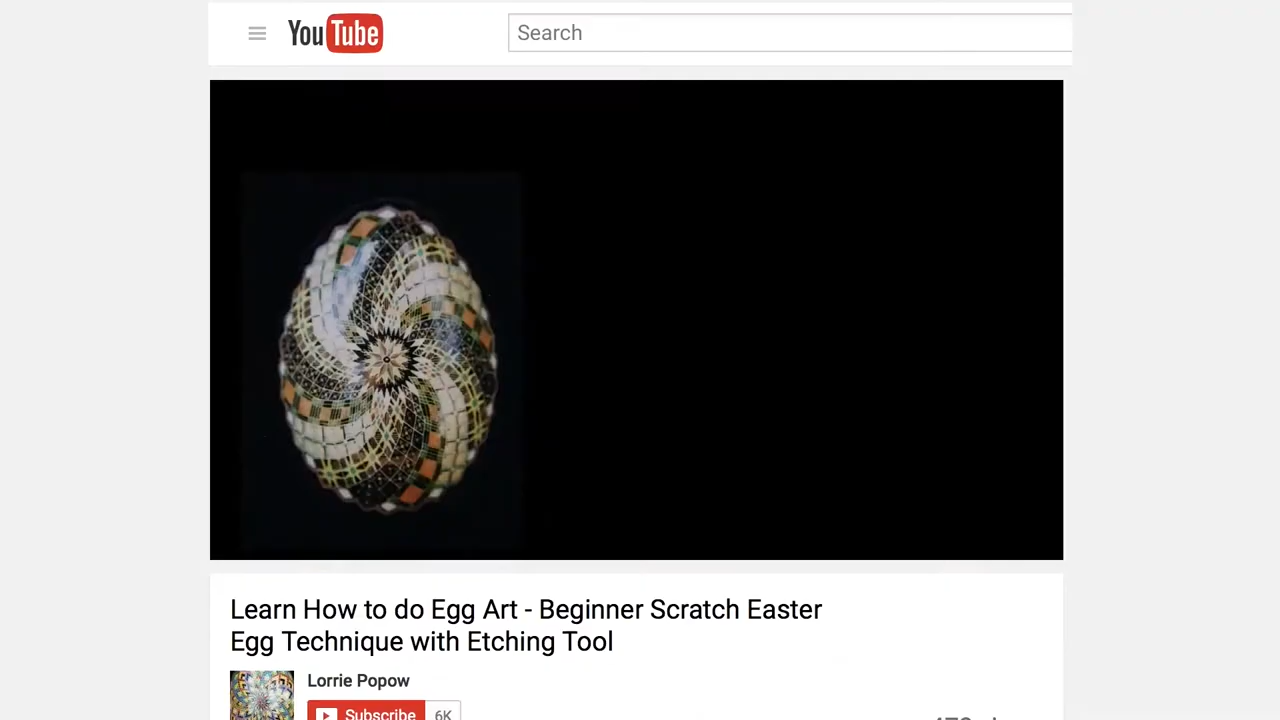 YouTube
Search
Learn How to do Egg Art - Beginner Scratch Easter
Egg Technique with Etching Tool
Lorrie Popow
Subscribe 6K